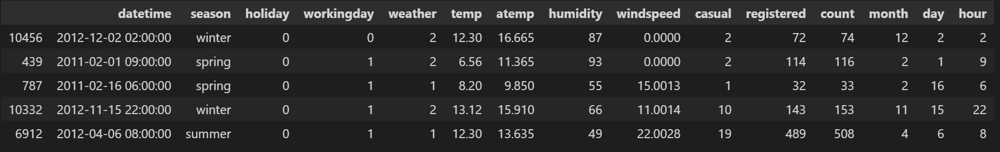 datetime season holiday workingday weather temp atemp humidity windspeed casual registered count month day hour
10456 2012-12-02 02:00:00 winter 0 0 2 12.30 16.665 87 0.0000 2 72 74 12 2 2
439 2011-02-01 09:00:00 spring 0 1 2 6.56 11.365 93 0.0000 2 114 116 2 1 9
787 2011-02-16 06:00:00 spring 0 1 1 8.20 9.850 55 15.0013 1 32 33 2 16 6
10332 2012-11-15 22:00:00 winter 0 1 2 13.12 15.910 66 11.0014 10 143 153 11 15 22
6912 2012-04-06 08:00:00 summer 0 1 1 12.30 13.635 49 22.0028 19 489 508 4 6 8